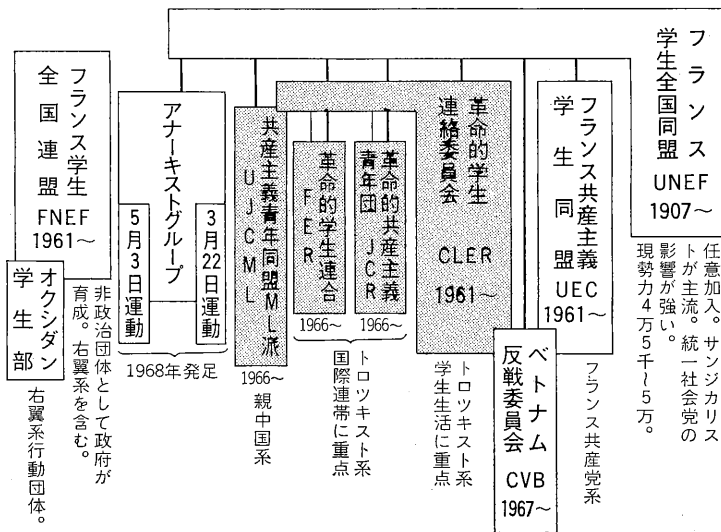 フランス
学生全国同盟
UNEF
1907～
任意加入。サンジカリス
トが主流。統一社会党の
影響が強い。
現勢力4万5千～5万。
フランス共産主義
学生同盟
UEC
1961～
フランス共産党系
ベトナム
反戦委員会
CVB
1967～
革命的学生
連絡委員会
CLER
1961～
トロツキスト系
学生生活に重点
革命的共産主義
青年団 JCR
1966～
革命的学生連合
FER
1966～
トロツキスト系
国際連帯に重点
共産主義青年同盟ML派
UJCML
1966～
親中国系
アナーキストグループ
3月22日運動
5月3日運動
1968年発足
フランス学生
全国連盟
FNEF
1961～
非政治団体として政府が
育成。右翼系を含む。
オクシダン
学生部
右翼系行動団体。